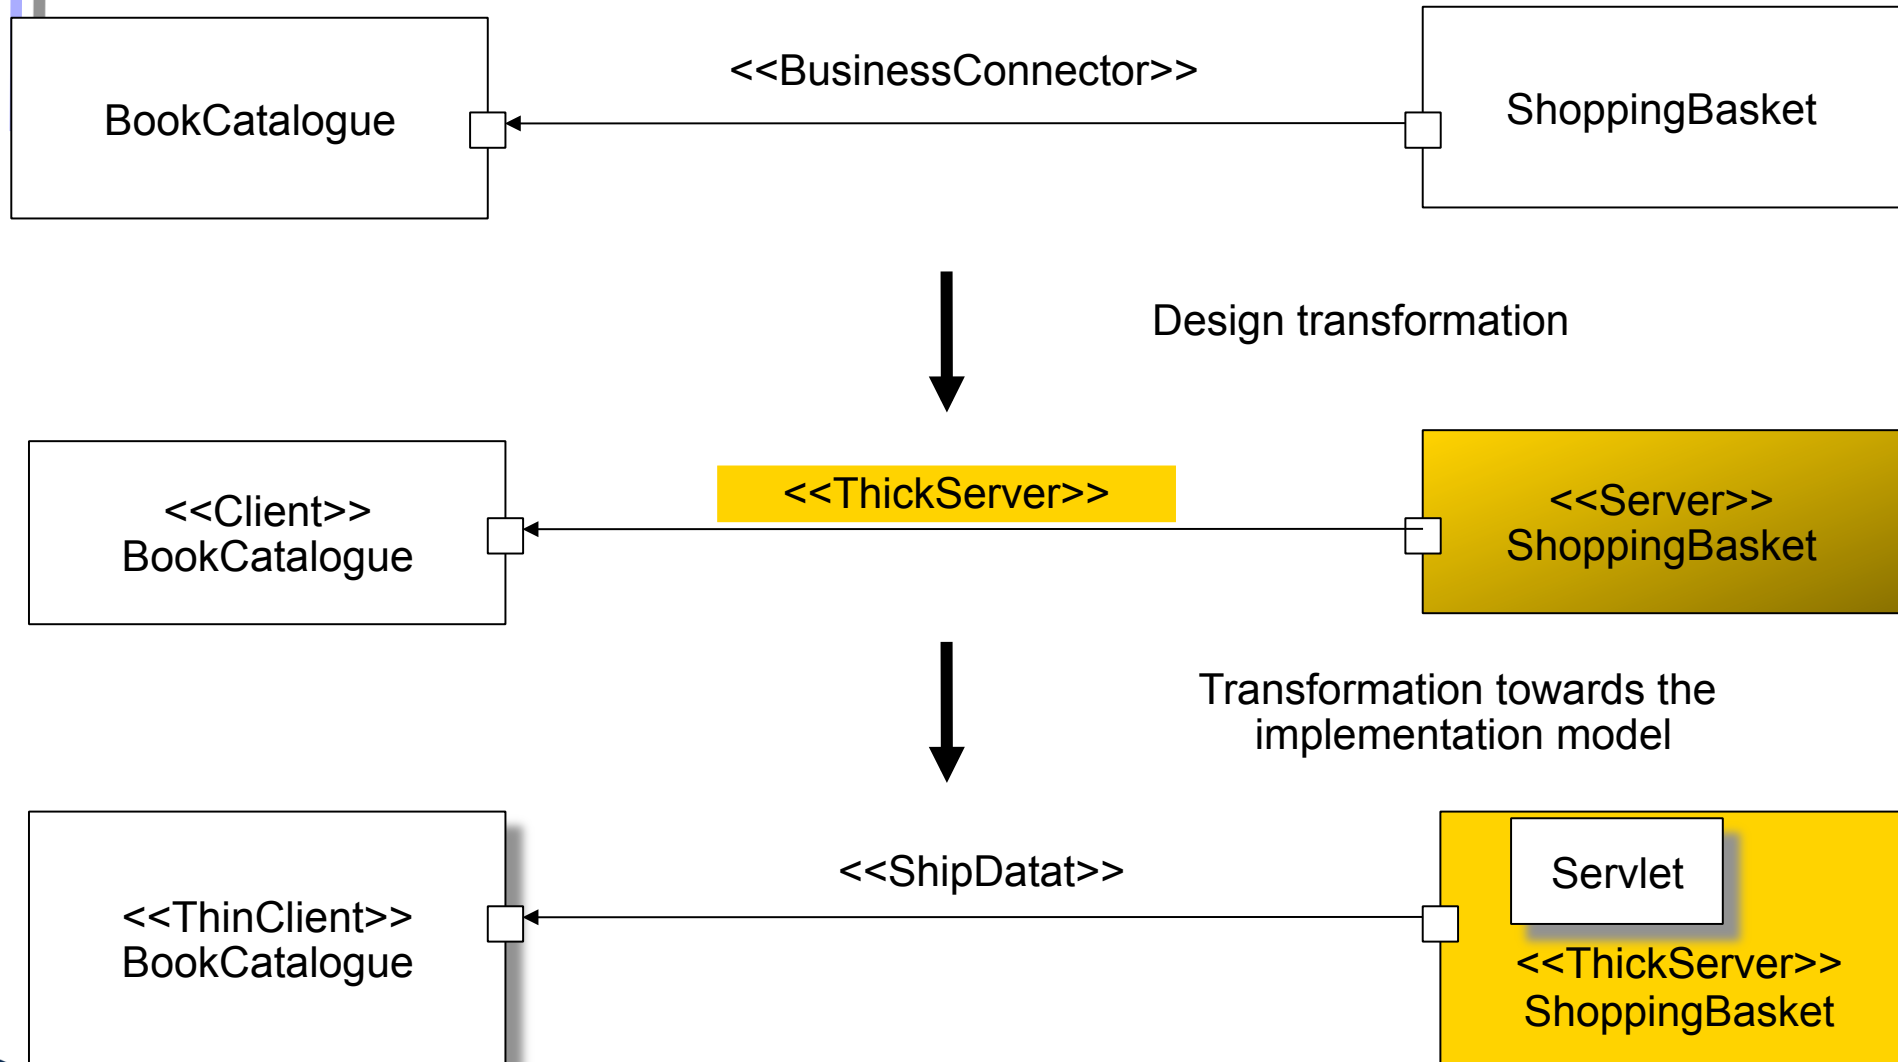 <<BusinessConnector>>
BookCatalogue
ShoppingBasket
Design transformation
<<Client>>
BookCatalogue
<<ThickServer>>
<<Server>>
ShoppingBasket
Transformation towards the
implementation model
<<ThinClient>>
BookCatalogue
<<ShipDatat>>
Servlet
<<ThickServer>>
ShoppingBasket